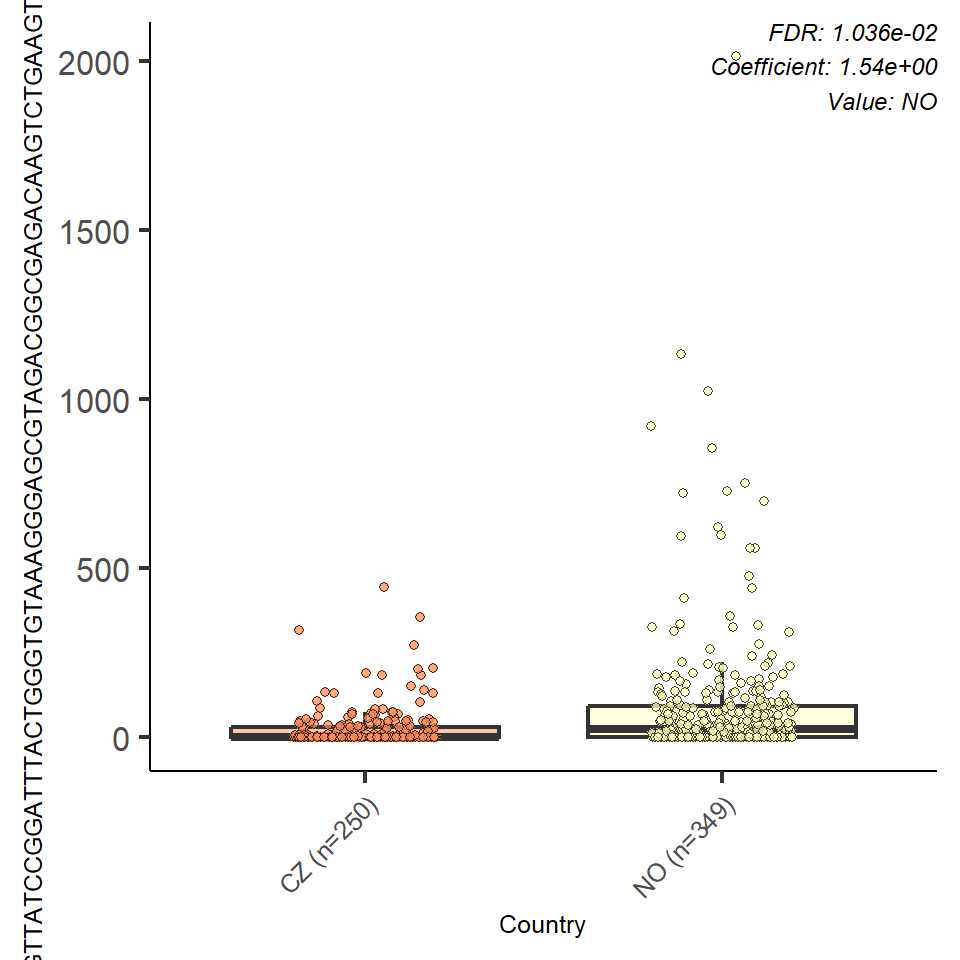 GTTATCCGGATTTACTGGGTGTAAAGGGAGCGTAGACGGCGAGACAAGTCTGAAGT
FDR: 1.036e-02
Coefficient: 1.54e+00
Value: NO
2000
1500
1000
500
0
CZ (n=250)
NO (n=349)
Country